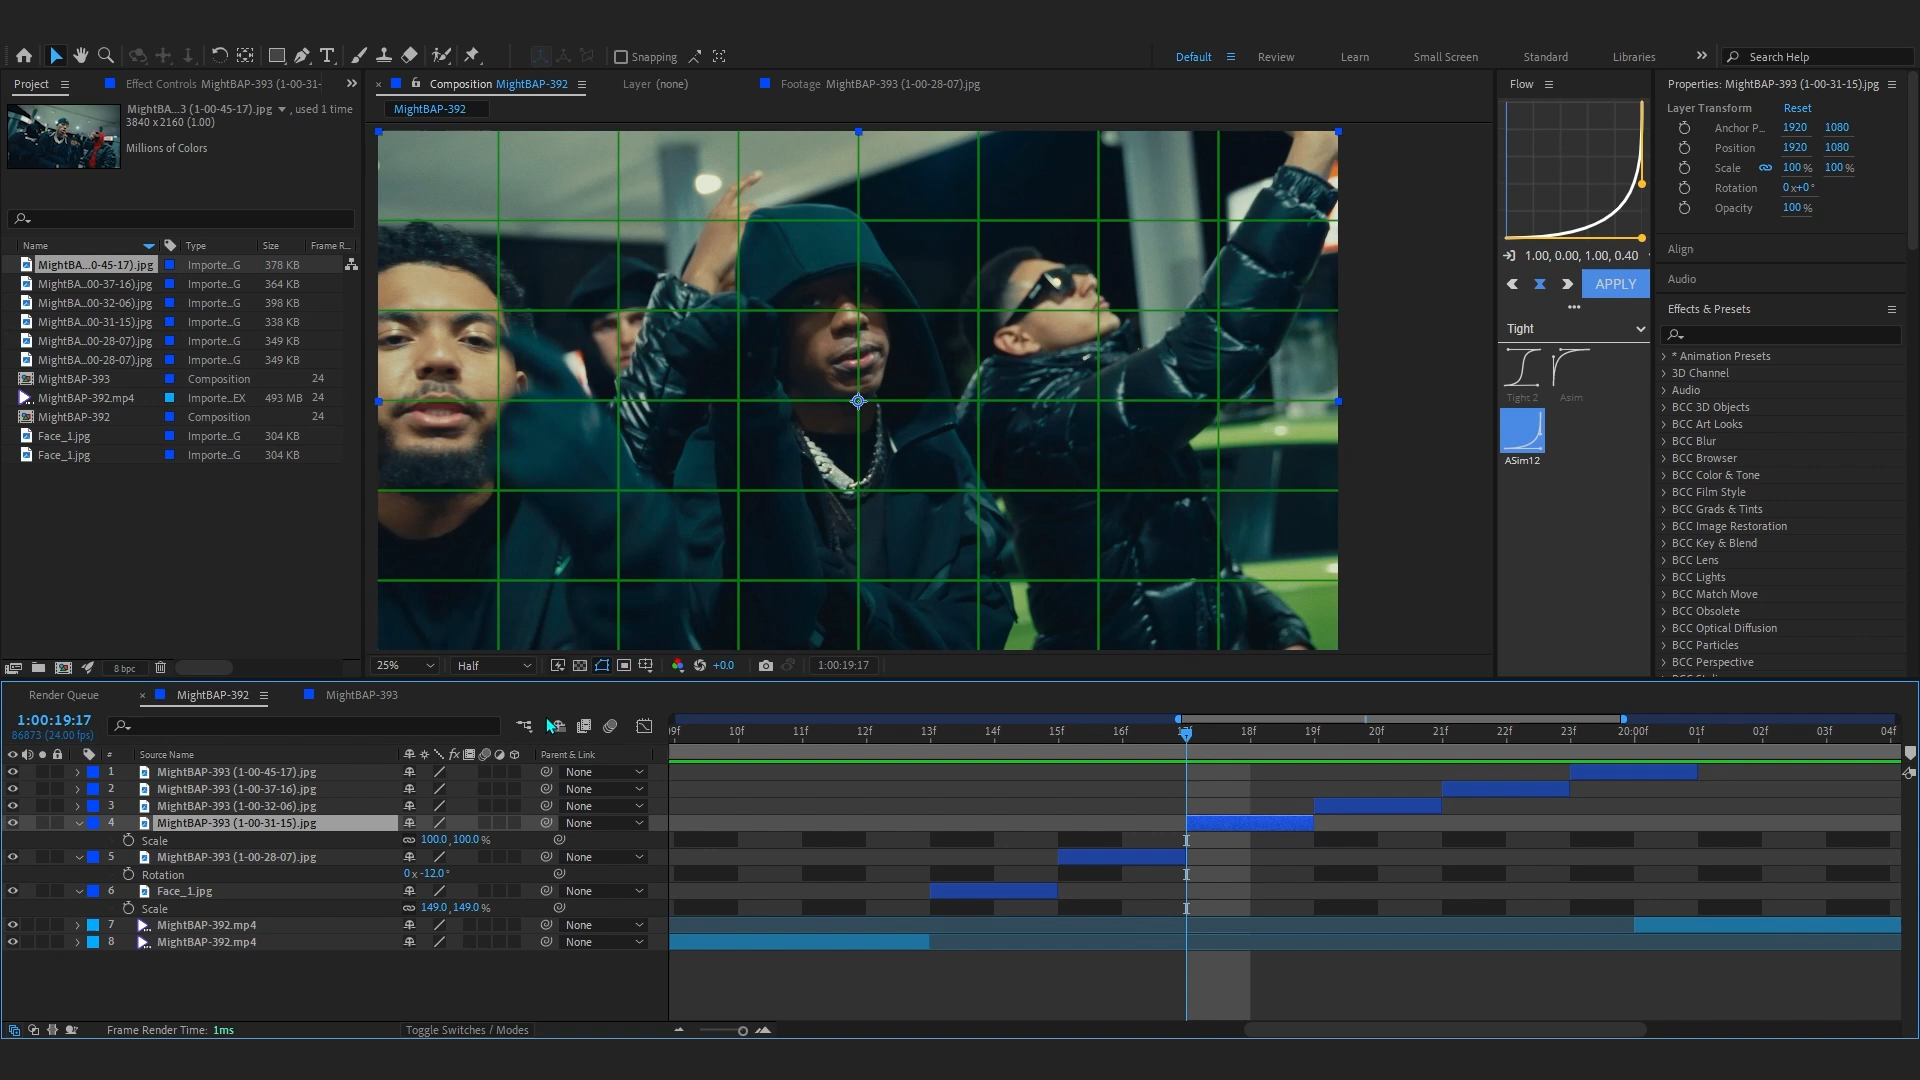 Snapping
Default
Review
Learn
Small Screen
Standard
Libraries
Search Help
Project
Effect Controls MightBAP-393 (1-00-31-
Composition MightBAP-392
Layer (none)
Footage MightBAP-393 (1-00-28-07).jpg
Flow
Properties: MightBAP-393 (1-00-31-15).jpg
MightBA...3 (1-00-45-17).jpg
, used 1 time
3840 x 2160 (1.00)
Millions of Colors
MightBAP-392
Layer Transform
Reset
Anchor P...
1920
1080
Position
1920
1080
Scale
100 %
100 %
Rotation
0x+0°
Opacity
100 %
Name
Type
Size
Frame R...
MightBA...0-45-17).jpg
Importe...G
378 KB
MightBA...00-37-16).jpg
Importe...G
364 KB
MightBA...00-32-06).jpg
Importe...G
398 KB
MightBA...00-31-15).jpg
Importe...G
338 KB
MightBA...00-28-07).jpg
Importe...G
349 KB
MightBA...00-28-07).jpg
Importe...G
349 KB
MightBAP-393
Composition
24
MightBAP-392.mp4
Importe...EX
493 MB
24
MightBAP-392
Composition
24
Face_1.jpg
Importe...G
304 KB
Face_1.jpg
Importe...G
304 KB
8 bpc
25%
Half
+0.0
1:00:19:17
1.00, 0.00, 1.00, 0.40
APPLY
Tight
Tight 2
Asim
ASim12
Align
Audio
Effects & Presets
* Animation Presets
3D Channel
Audio
BCC 3D Objects
BCC Art Looks
BCC Blur
BCC Browser
BCC Color & Tone
BCC Film Style
BCC Grads & Tints
BCC Image Restoration
BCC Key & Blend
BCC Lens
BCC Lights
BCC Match Move
BCC Obsolete
BCC Optical Diffusion
BCC Particles
BCC Perspective
Render Queue
MightBAP-392
MightBAP-393
1:00:19:17
86873 (24.00 fps)
10f
11f
12f
13f
14f
15f
16f
18f
19f
20f
21f
22f
23f
20:00f
01f
02f
03f
04f
#
Source Name
fx
Parent & Link
1
MightBAP-393 (1-00-45-17).jpg
None
2
MightBAP-393 (1-00-37-16).jpg
None
3
MightBAP-393 (1-00-32-06).jpg
None
4
MightBAP-393 (1-00-31-15).jpg
None
Scale
100.0,100.0 %
5
MightBAP-393 (1-00-28-07).jpg
None
Rotation
0x-12.0°
6
Face_1.jpg
None
Scale
149.0,149.0 %
7
MightBAP-392.mp4
None
8
MightBAP-392.mp4
None
Frame Render Time: 1ms
Toggle Switches / Modes